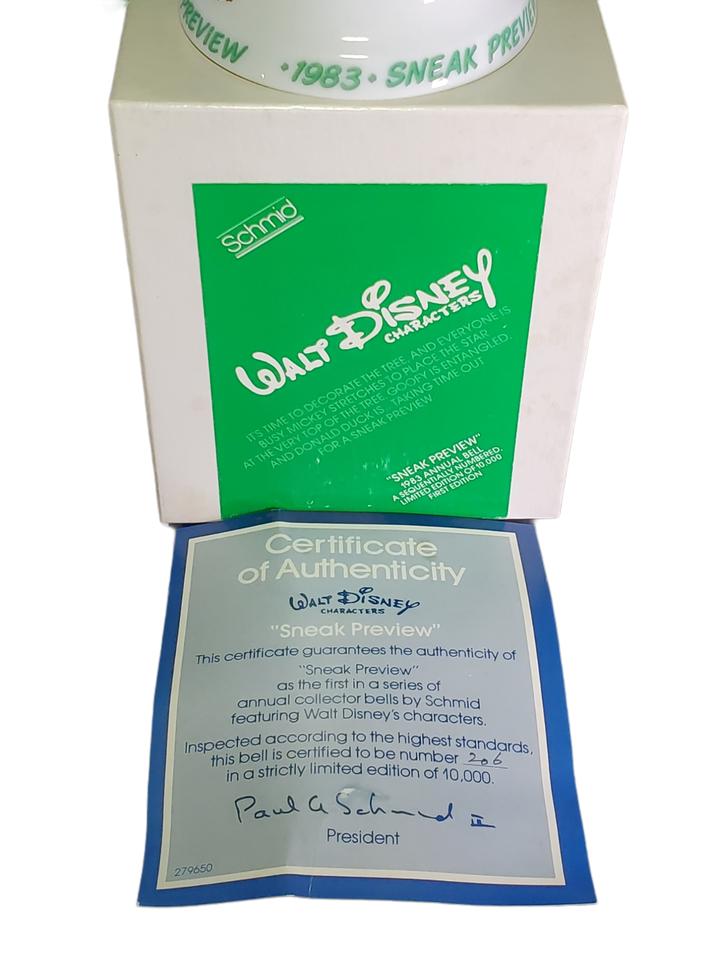 PREVIEW • 1983 • SNEAK PREVIE
Schmid
WALT DISNEY
CHARACTERS
IT'S TIME TO DECORATE THE TREE, AND EVERYONE IS
BUSY. MICKEY STRETCHES TO PLACE THE STAR
AT THE VERY TOP OF THE TREE. GOOFY IS ENTANGLED.
AND DONALD DUCK IS... TAKING TIME OUT
FOR A SNEAK PREVIEW
"SNEAK PREVIEW"
1983 ANNUAL BELL
A SEQUENTIALLY NUMBERED,
LIMITED EDITION OF 10,000
FIRST EDITION
Certificate
of Authenticity
WALT DISNEY
CHARACTERS
"Sneak Preview"
This certificate guarantees the authenticity of
"Sneak Preview"
as the first in a series of
annual collector bells by Schmid
featuring Walt Disney's characters.
Inspected according to the highest standards,
this bell is certified to be number 206
in a strictly limited edition of 10,000.
Paul A Schmid II
President
279650